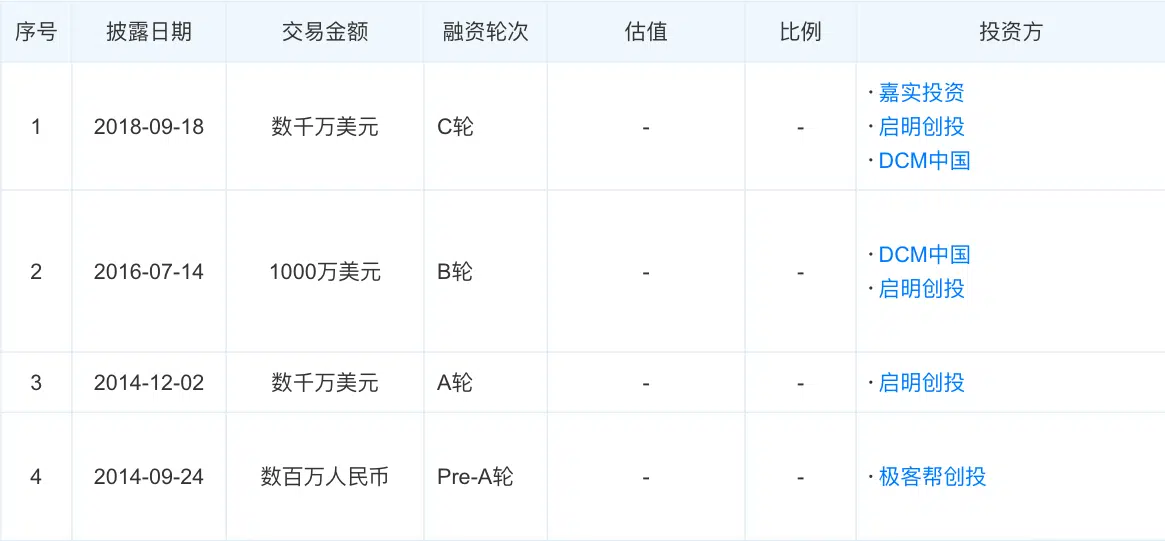 序号 披露日期 交易金额 融资轮次 估值 比例 投资方
· 嘉实投资
1 2018-09-18 数千万美元 C轮 - - · 启明创投
· DCM中国
· DCM中国
2 2016-07-14 1000万美元 B轮 - -
· 启明创投
3 2014-12-02 数千万美元 A轮 - - · 启明创投
4 2014-09-24 数百万人民币 Pre-A轮 - - · 极客帮创投